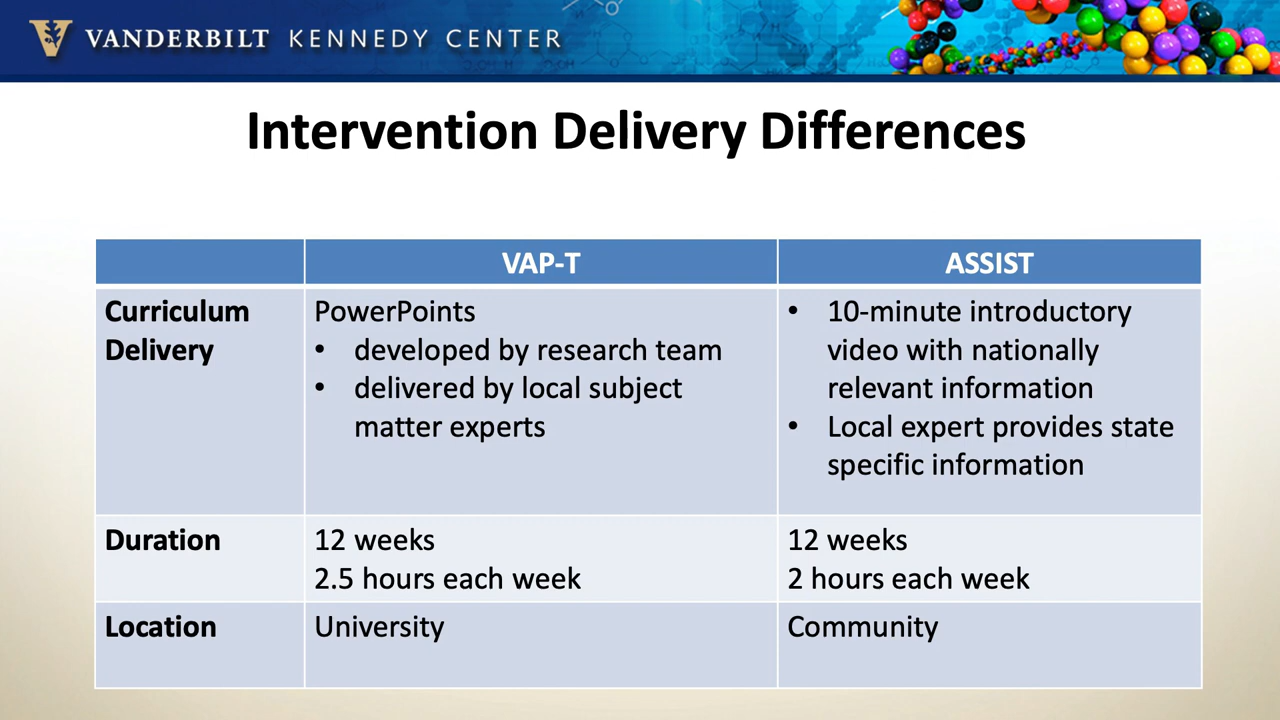 VANDERBILT KENNEDY CENTER
Intervention Delivery Differences
VAP-T
ASSIST
Curriculum
Delivery
PowerPoints
• developed by research team
• delivered by local subject
matter experts
• 10-minute introductory
video with nationally
relevant information
• Local expert provides state
specific information
Duration
12 weeks
2.5 hours each week
12 weeks
2 hours each week
Location
University
Community